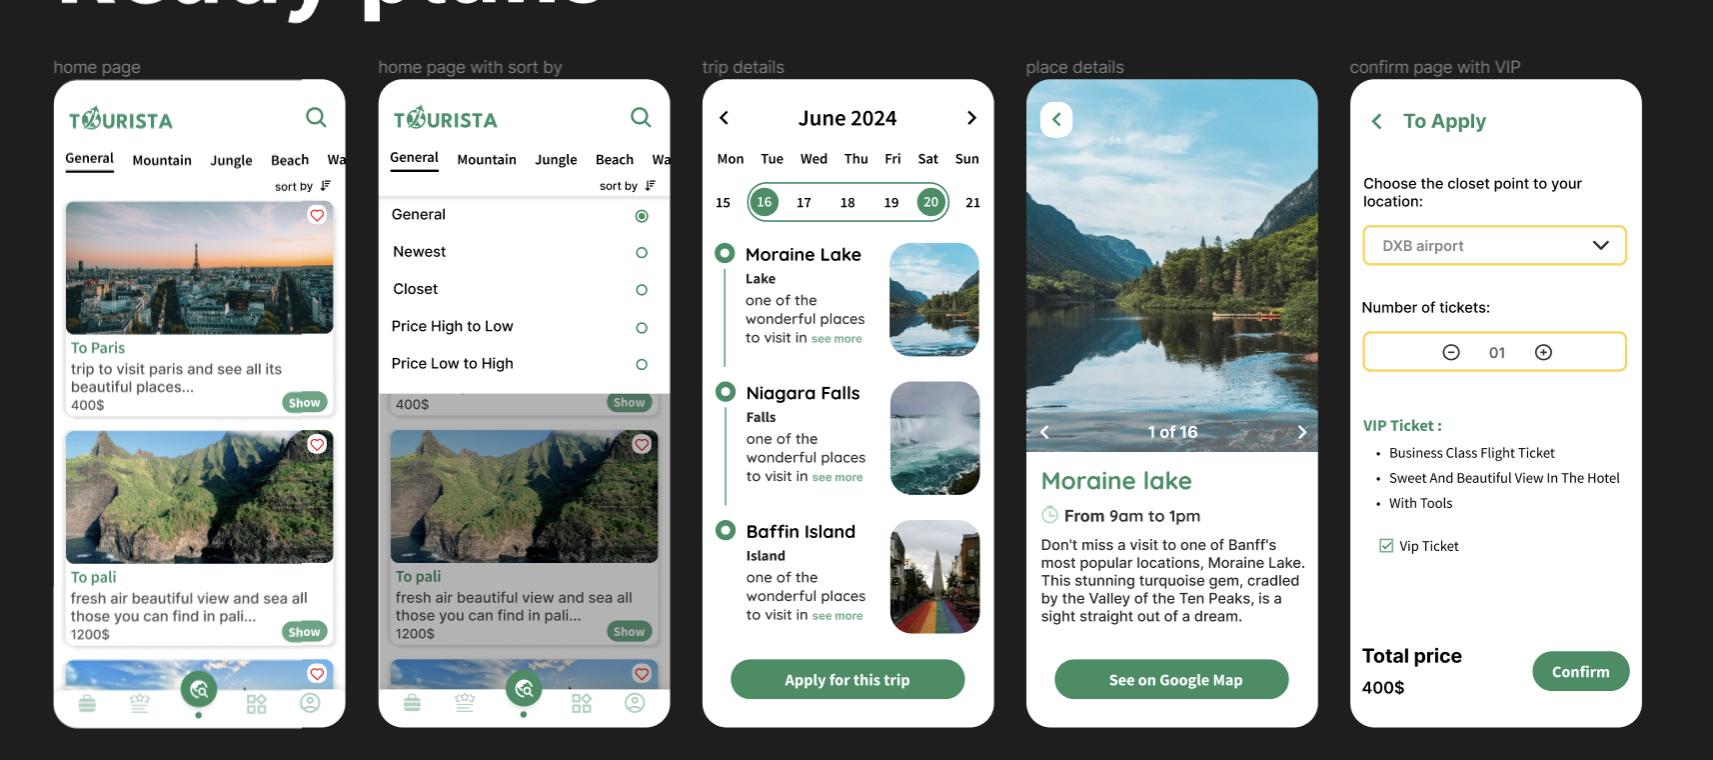 Ready plans
home page
TOURISTA
General Mountain Jungle Beach Wa
sort by
To Paris
trip to visit paris and see all its
beautiful places...
400$
Show
To pali
fresh air beautiful view and sea all
those you can find in pali...
1200$
Show
home page with sort by
TOURISTA
General Mountain Jungle Beach Wa
sort by
General
Newest
Closet
Price High to Low
Price Low to High
400$
Show
To pali
fresh air beautiful view and sea all
those you can find in pali...
1200$
Show
trip details
June 2024
Mon Tue Wed Thu Fri Sat Sun
15 16 17 18 19 20 21
Moraine Lake
Lake
one of the
wonderful places
to visit in see more
Niagara Falls
Falls
one of the
wonderful places
to visit in see more
Baffin Island
Island
one of the
wonderful places
to visit in see more
Apply for this trip
place details
1 of 16
Moraine lake
From 9am to 1pm
Don't miss a visit to one of Banff's
most popular locations, Moraine Lake.
This stunning turquoise gem, cradled
by the Valley of the Ten Peaks, is a
sight straight out of a dream.
See on Google Map
confirm page with VIP
To Apply
Choose the closet point to your
location:
DXB airport
Number of tickets:
01
VIP Ticket :
• Business Class Flight Ticket
• Sweet And Beautiful View In The Hotel
• With Tools
Vip Ticket
Total price
400$
Confirm